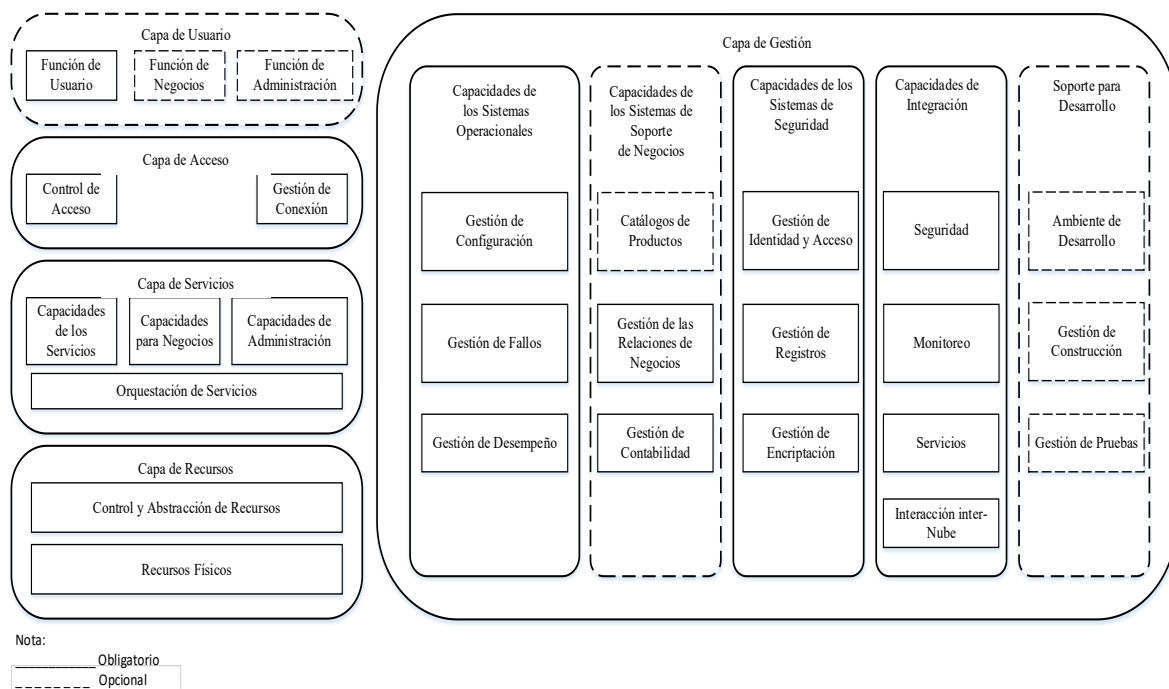 Capa de Usuario
Función de
Usuario
Función de
Negocios
Función de
Administración
Capa de Acceso
Control de
Acceso
Gestión de
Conexión
Capa de Servicios
Capacidades
de los
Servicios
Capacidades
para Negocios
Capacidades de
Administración
Orquestación de Servicios
Capa de Recursos
Control y Abstracción de Recursos
Recursos Físicos
Capa de Gestión
Capacidades de
los Sistemas
Operacionales
Gestión de
Configuración
Gestión de Fallos
Gestión de Desempeño
Capacidades de
los Sistemas de
Soporte
de Negocios
Catálogos de
Productos
Gestión de las
Relaciones de
Negocios
Gestión de
Contabilidad
Capacidades de los
Sistemas de
Seguridad
Gestión de
Identidad y Acceso
Gestión de
Registros
Gestión de
Encriptación
Capacidades de
Integración
Seguridad
Monitoreo
Servicios
Interacción inter-
Nube
Soporte para
Desarrollo
Ambiente de
Desarrollo
Gestión de
Construcción
Gestión de Pruebas
Nota:
Obligatorio
Opcional